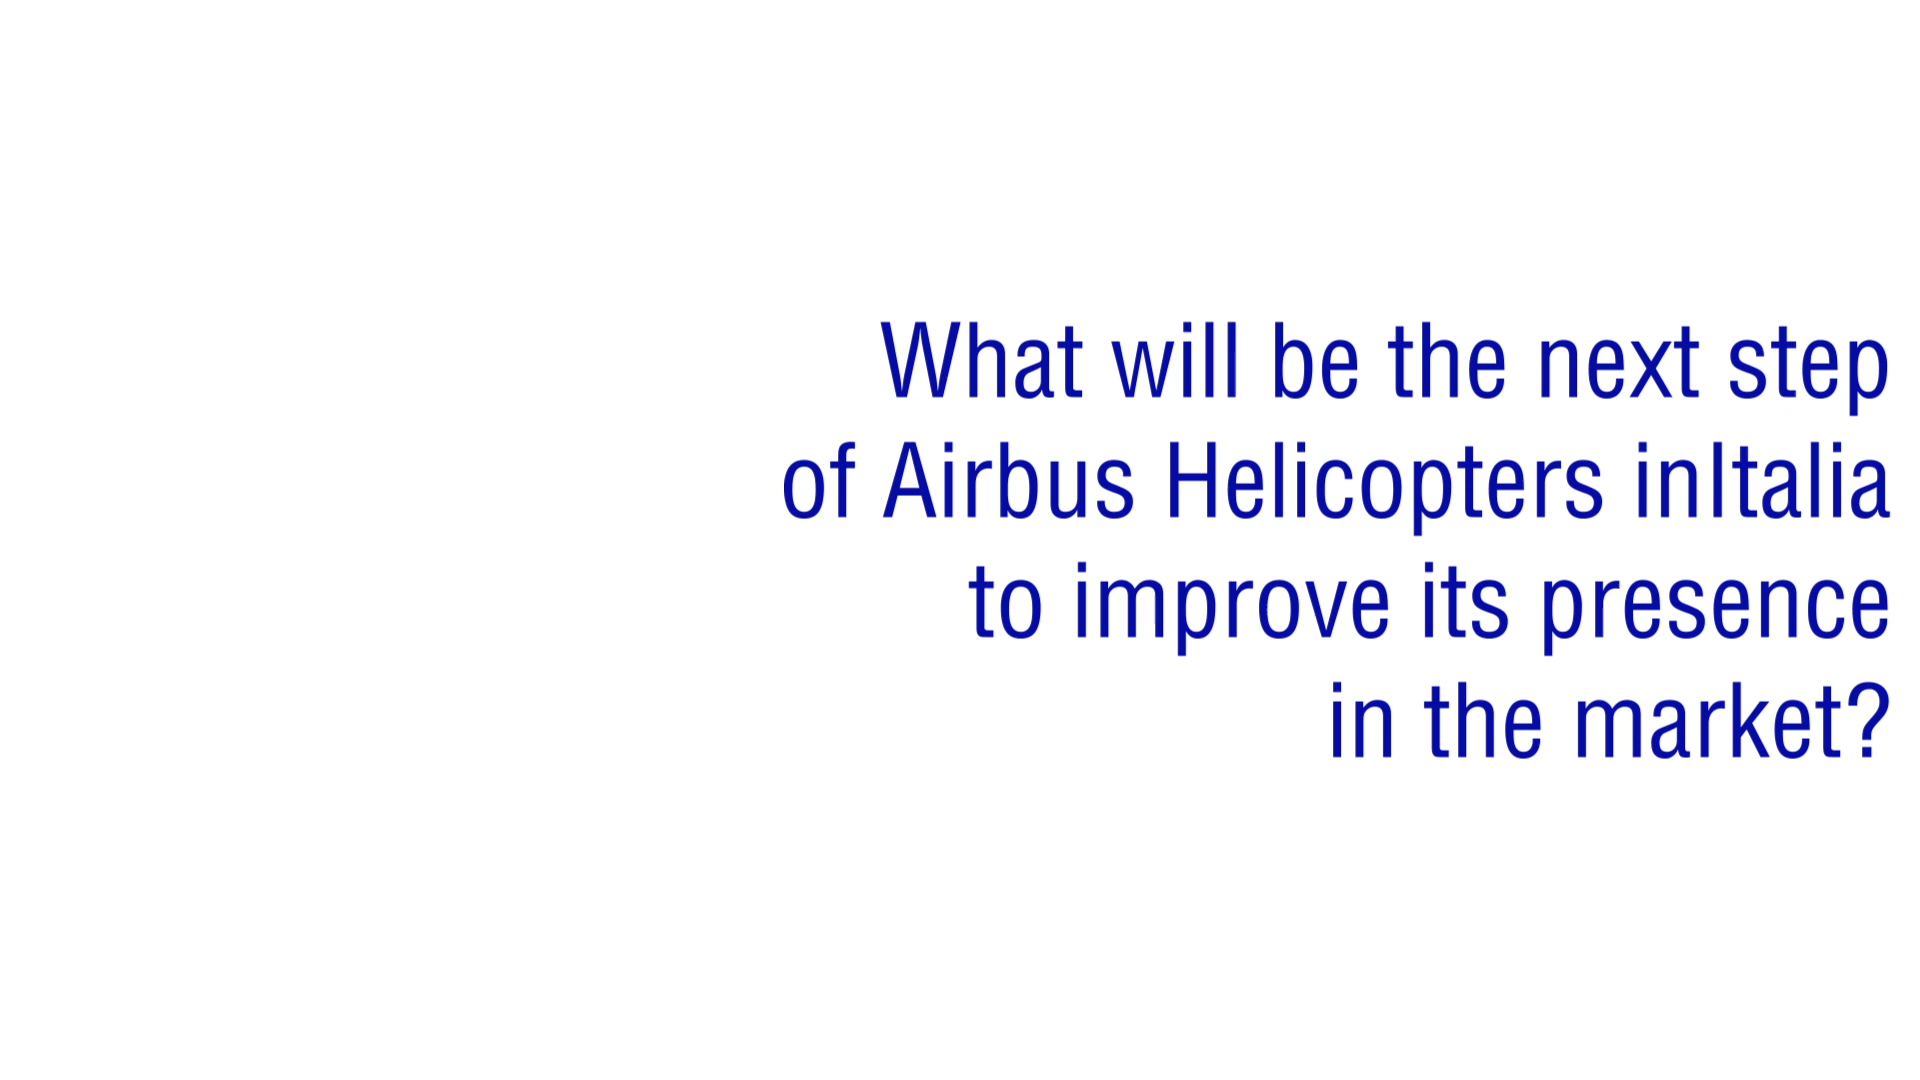 What will be the next step
of Airbus Helicopters inItalia
to improve its presence
in the market?